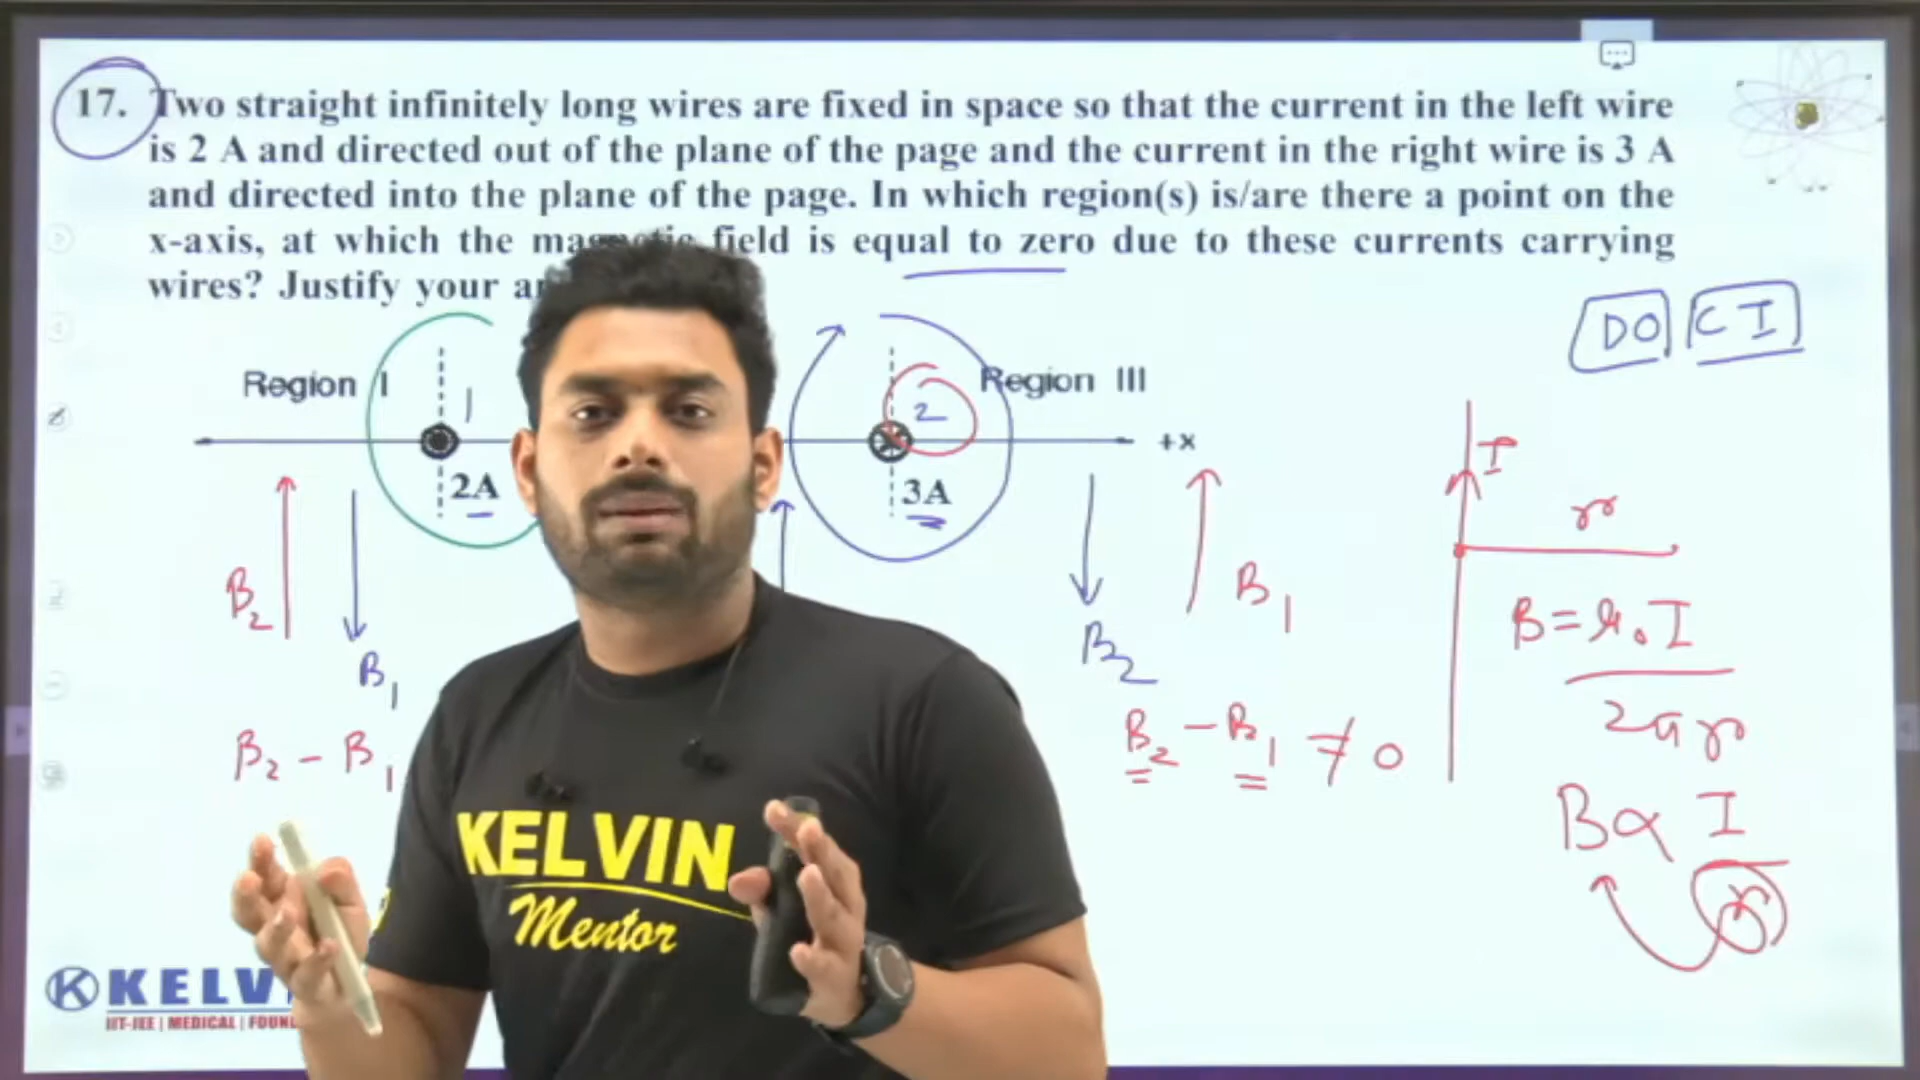 17. Two straight infinitely long wires are fixed in space so that the current in the left wire
is 2 A and directed out of the plane of the page and the current in the right wire is 3 A
and directed into the plane of the page. In which region(s) is/are there a point on the
x-axis, at which the magnetic field is equal to zero due to these currents carrying
wires? Justify your
DO CI
Region I
1
2
Region III
+x
2A
3A
I
r
B₂
B₁
B₂
B₁
B = μ₀I
2πr
B₂ - B₁
B₂ - B₁ ≠ 0
B ∝ I
r
KELVIN
Mentor
KELV
IIT-JEE | MEDICAL | FOUN